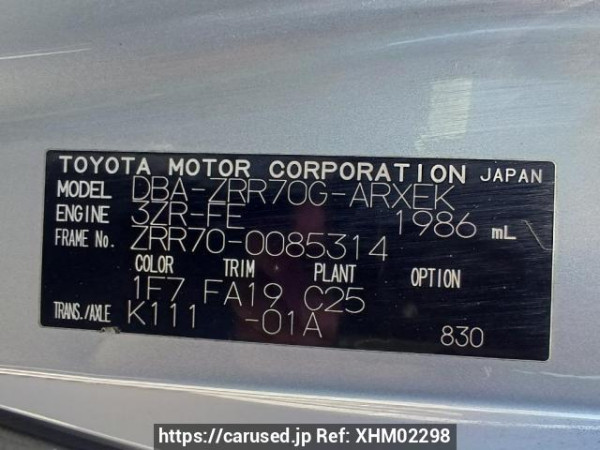 TOYOTA MOTOR CORPORATION JAPAN
MODEL DBA-ZRR70G-ARXEK
ENGINE 3ZR-FE 1986 mL
FRAME No. ZRR70-0085314
COLOR TRIM PLANT OPTION
1F7 FA19 C25
TRANS./AXLE K111 -01A 830
https://carused.jp Ref: XHM02298